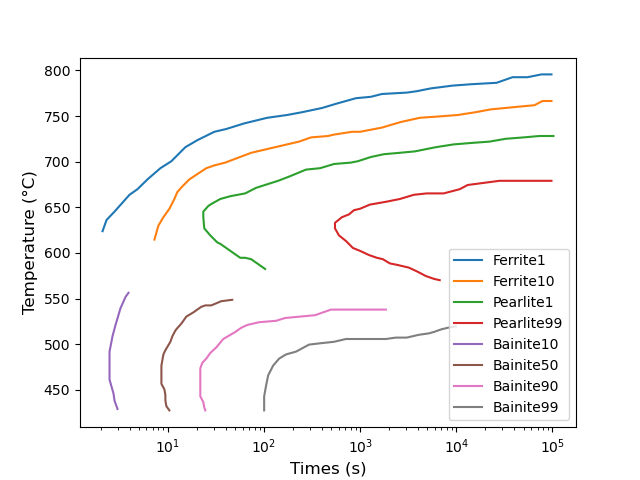 800
750
700
650
600
550
500
450
Temperature (°C)
10¹
10²
10³
10⁴
10⁵
Times (s)
Ferrite1
Ferrite10
Pearlite1
Pearlite99
Bainite10
Bainite50
Bainite90
Bainite99